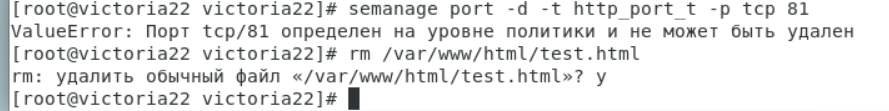 [root@victoria22 victoria22]# semanage port -d -t http_port_t -p tcp 81
ValueError: Порт tcp/81 определен на уровне политики и не может быть удален
[root@victoria22 victoria22]# rm /var/www/html/test.html
rm: удалить обычный файл «/var/www/html/test.html»? y
[root@victoria22 victoria22]#